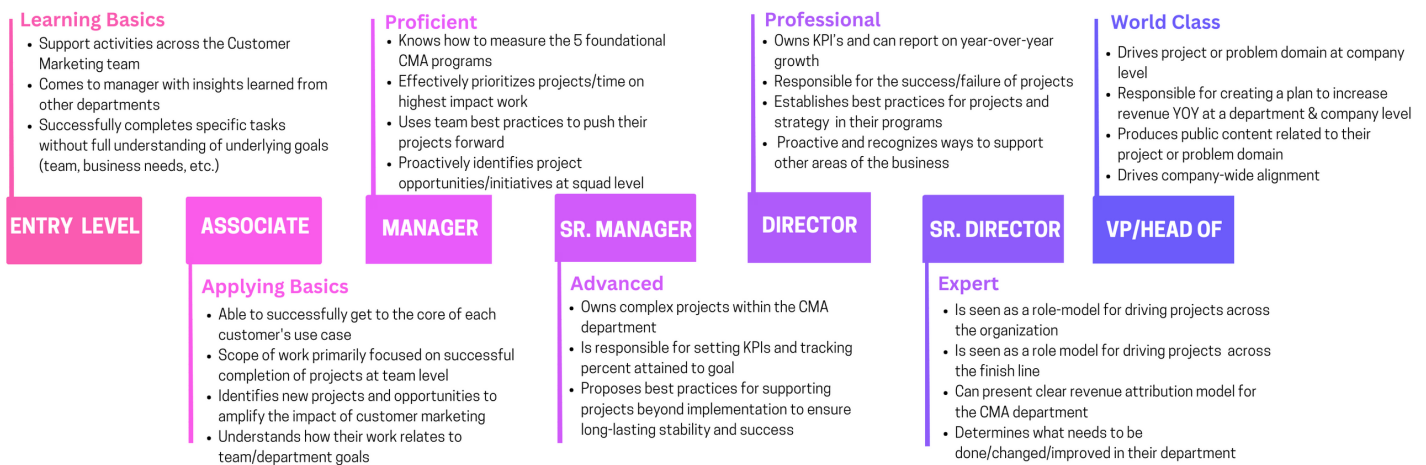 Learning Basics
• Support activities across the Customer
Marketing team
• Comes to manager with insights learned from
other departments
• Successfully completes specific tasks
without full understanding of underlying goals
(team, business needs, etc.)
Proficient
• Knows how to measure the 5 foundational
CMA programs
• Effectively prioritizes projects/time on
highest impact work
• Uses team best practices to push their
projects forward
• Proactively identifies project
opportunities/initiatives at squad level
Professional
• Owns KPI's and can report on year-over-year
growth
• Responsible for the success/failure of projects
• Establishes best practices for projects and
strategy in their programs
• Proactive and recognizes ways to support
other areas of the business
World Class
• Drives project or problem domain at company
level
• Responsible for creating a plan to increase
revenue YOY at a department & company level
• Produces public content related to their
project or problem domain
• Drives company-wide alignment
ENTRY LEVEL
ASSOCIATE
MANAGER
SR. MANAGER
DIRECTOR
SR. DIRECTOR
VP/HEAD OF
Applying Basics
• Able to successfully get to the core of each
customer's use case
• Scope of work primarily focused on successful
completion of projects at team level
• Identifies new projects and opportunities to
amplify the impact of customer marketing
• Understands how their work relates to
team/department goals
Advanced
• Owns complex projects within the CMA
department
• Is responsible for setting KPIs and tracking
percent attained to goal
• Proposes best practices for supporting
projects beyond implementation to ensure
long-lasting stability and success
Expert
• Is seen as a role-model for driving projects across
the organization
• Is seen as a role model for driving projects across
the finish line
• Can present clear revenue attribution model for
the CMA department
• Determines what needs to be
done/changed/improved in their department